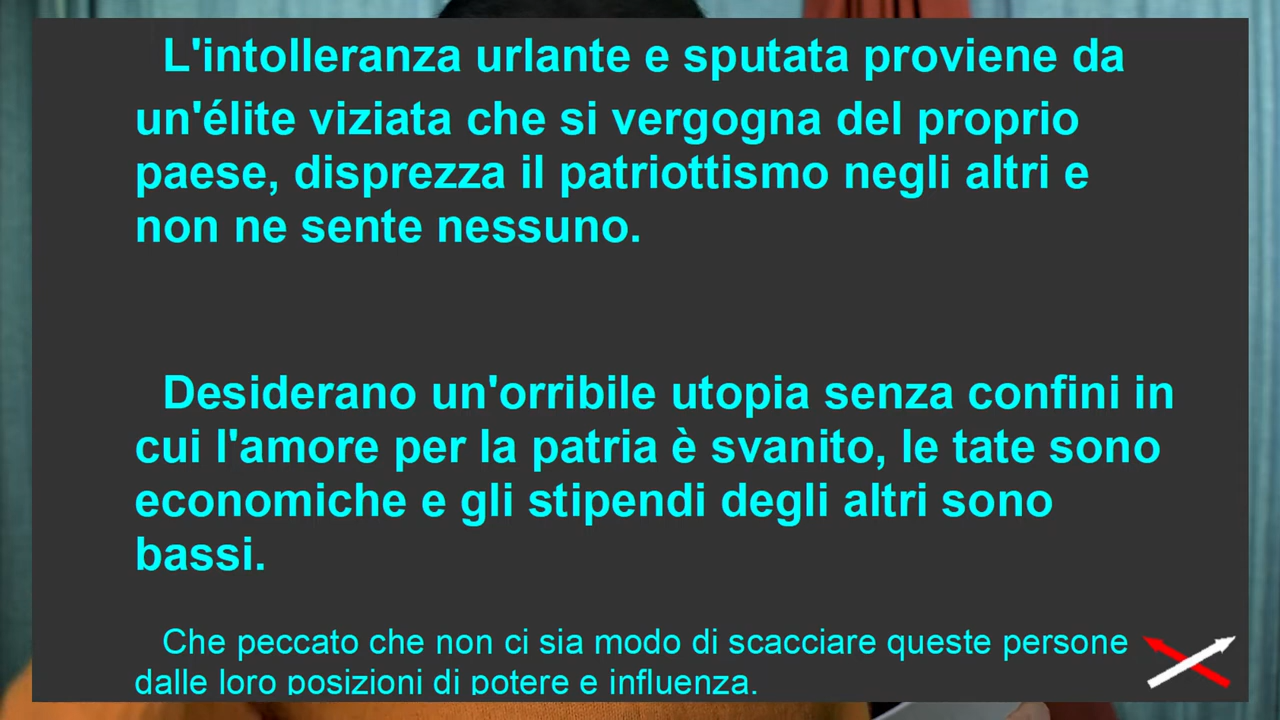 L'intolleranza urlante e sputata proviene da
un'élite viziata che si vergogna del proprio
paese, disprezza il patriottismo negli altri e
non ne sente nessuno.
Desiderano un'orribile utopia senza confini in
cui l'amore per la patria è svanito, le tate sono
economiche e gli stipendi degli altri sono
bassi.
Che peccato che non ci sia modo di scacciare queste persone
dalle loro posizioni di potere e influenza.